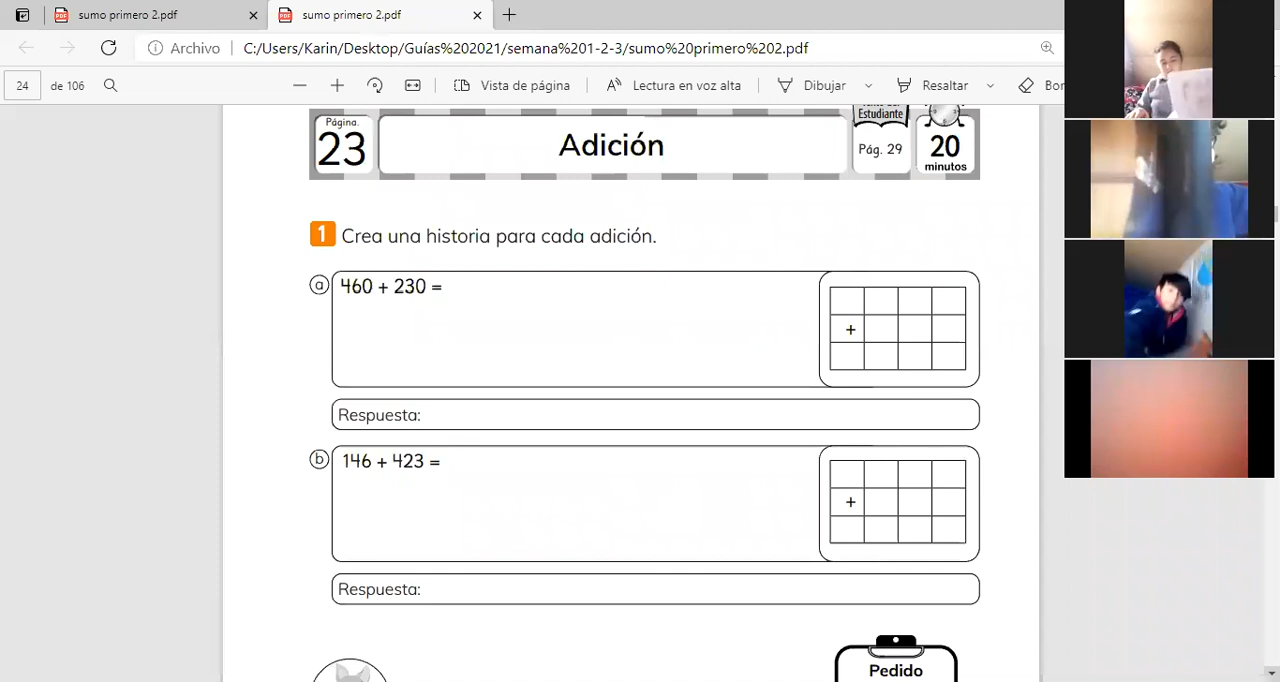 sumo primero 2.pdf
sumo primero 2.pdf
Archivo
C:/Users/Karin/Desktop/Guías%202021/semana%201-2-3/sumo%20primero%202.pdf
24 de 106
Vista de página
Lectura en voz alta
Dibujar
Resaltar
Bor
Página.
23
Adición
Estudiante
Pág. 29
20
minutos
1 Crea una historia para cada adición.
a 460 + 230 =
+
Respuesta:
b 146 + 423 =
+
Respuesta:
Pedido